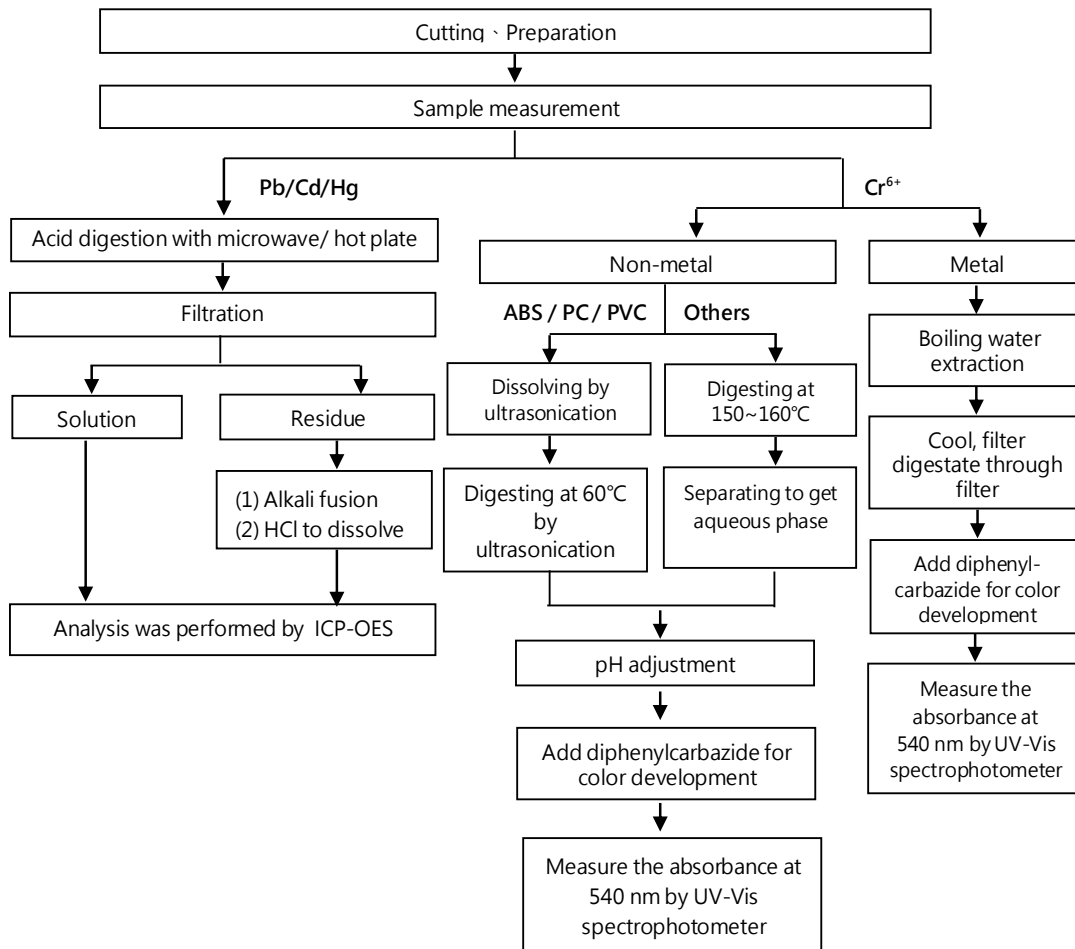 Cutting、Preparation
Sample measurement
Pb/Cd/Hg
Acid digestion with microwave/ hot plate
Filtration
Solution
Residue
(1) Alkali fusion
(2) HCl to dissolve
Analysis was performed by ICP-OES
Cr⁶⁺
Non-metal
ABS / PC / PVC
Others
Dissolving by
ultrasonication
Digesting at 60℃
by
ultrasonication
Digesting at
150~160℃
Separating to get
aqueous phase
pH adjustment
Add diphenylcarbazide for
color development
Measure the absorbance at
540 nm by UV-Vis
spectrophotometer
Metal
Boiling water
extraction
Cool, filter
digestate through
filter
Add diphenyl-
carbazide for color
development
Measure the
absorbance at
540 nm by UV-Vis
spectrophotometer